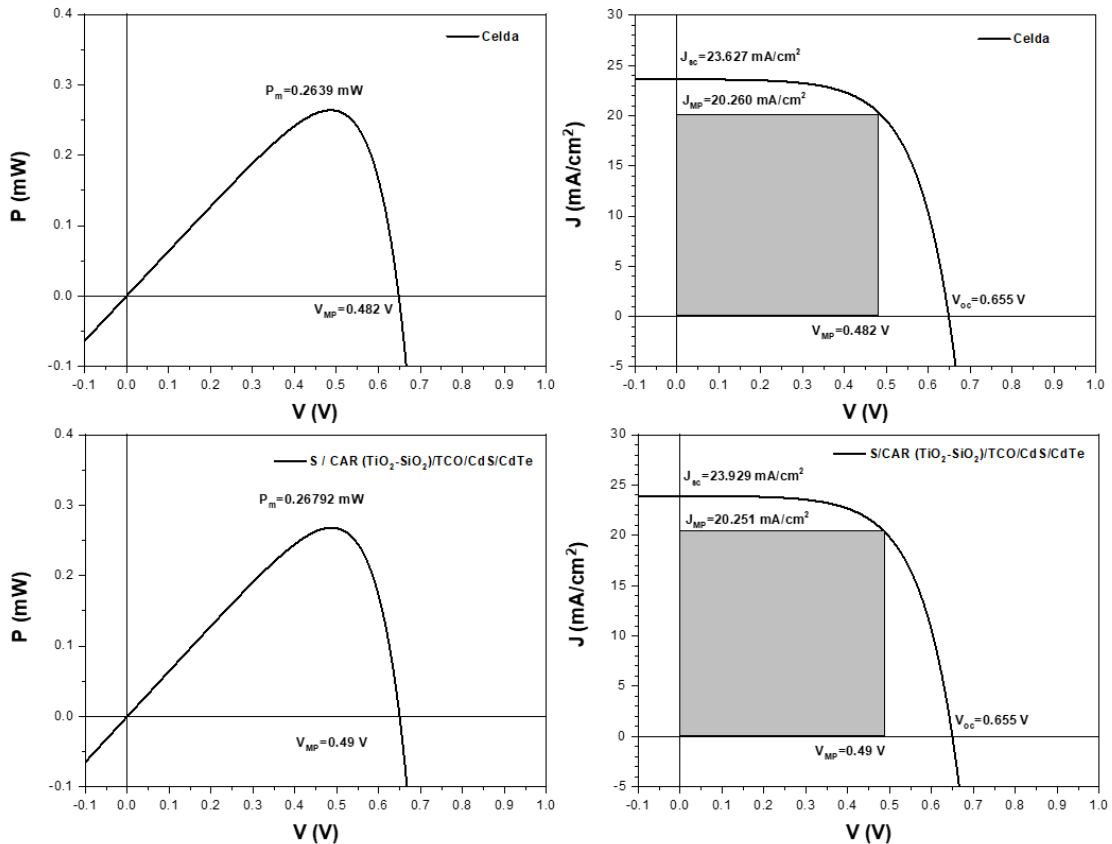 0.4
0.3
0.2
0.1
0.0
-0.1
P (mW)
Celda
Pm=0.2639 mW
VMP=0.482 V
-0.1 0.0 0.1 0.2 0.3 0.4 0.5 0.6 0.7 0.8 0.9 1.0
V (V)
30
25
20
15
10
5
0
-5
J (mA/cm²)
Celda
Jsc=23.627 mA/cm²
JMP=20.260 mA/cm²
Voc=0.655 V
VMP=0.482 V
-0.1 0.0 0.1 0.2 0.3 0.4 0.5 0.6 0.7 0.8 0.9 1.0
V (V)
0.4
0.3
0.2
0.1
0.0
-0.1
P (mW)
S / CAR (TiO₂-SiO₂)/TCO/CdS/CdTe
Pm=0.26792 mW
VMP=0.49 V
-0.1 0.0 0.1 0.2 0.3 0.4 0.5 0.6 0.7 0.8 0.9 1.0
V (V)
30
25
20
15
10
5
0
-5
J (mA/cm²)
S/CAR (TiO₂-SiO₂)/TCO/CdS/CdTe
Jsc=23.929 mA/cm²
JMP=20.251 mA/cm²
Voc=0.655 V
VMP=0.49 V
-0.1 0.0 0.1 0.2 0.3 0.4 0.5 0.6 0.7 0.8 0.9 1.0
V (V)